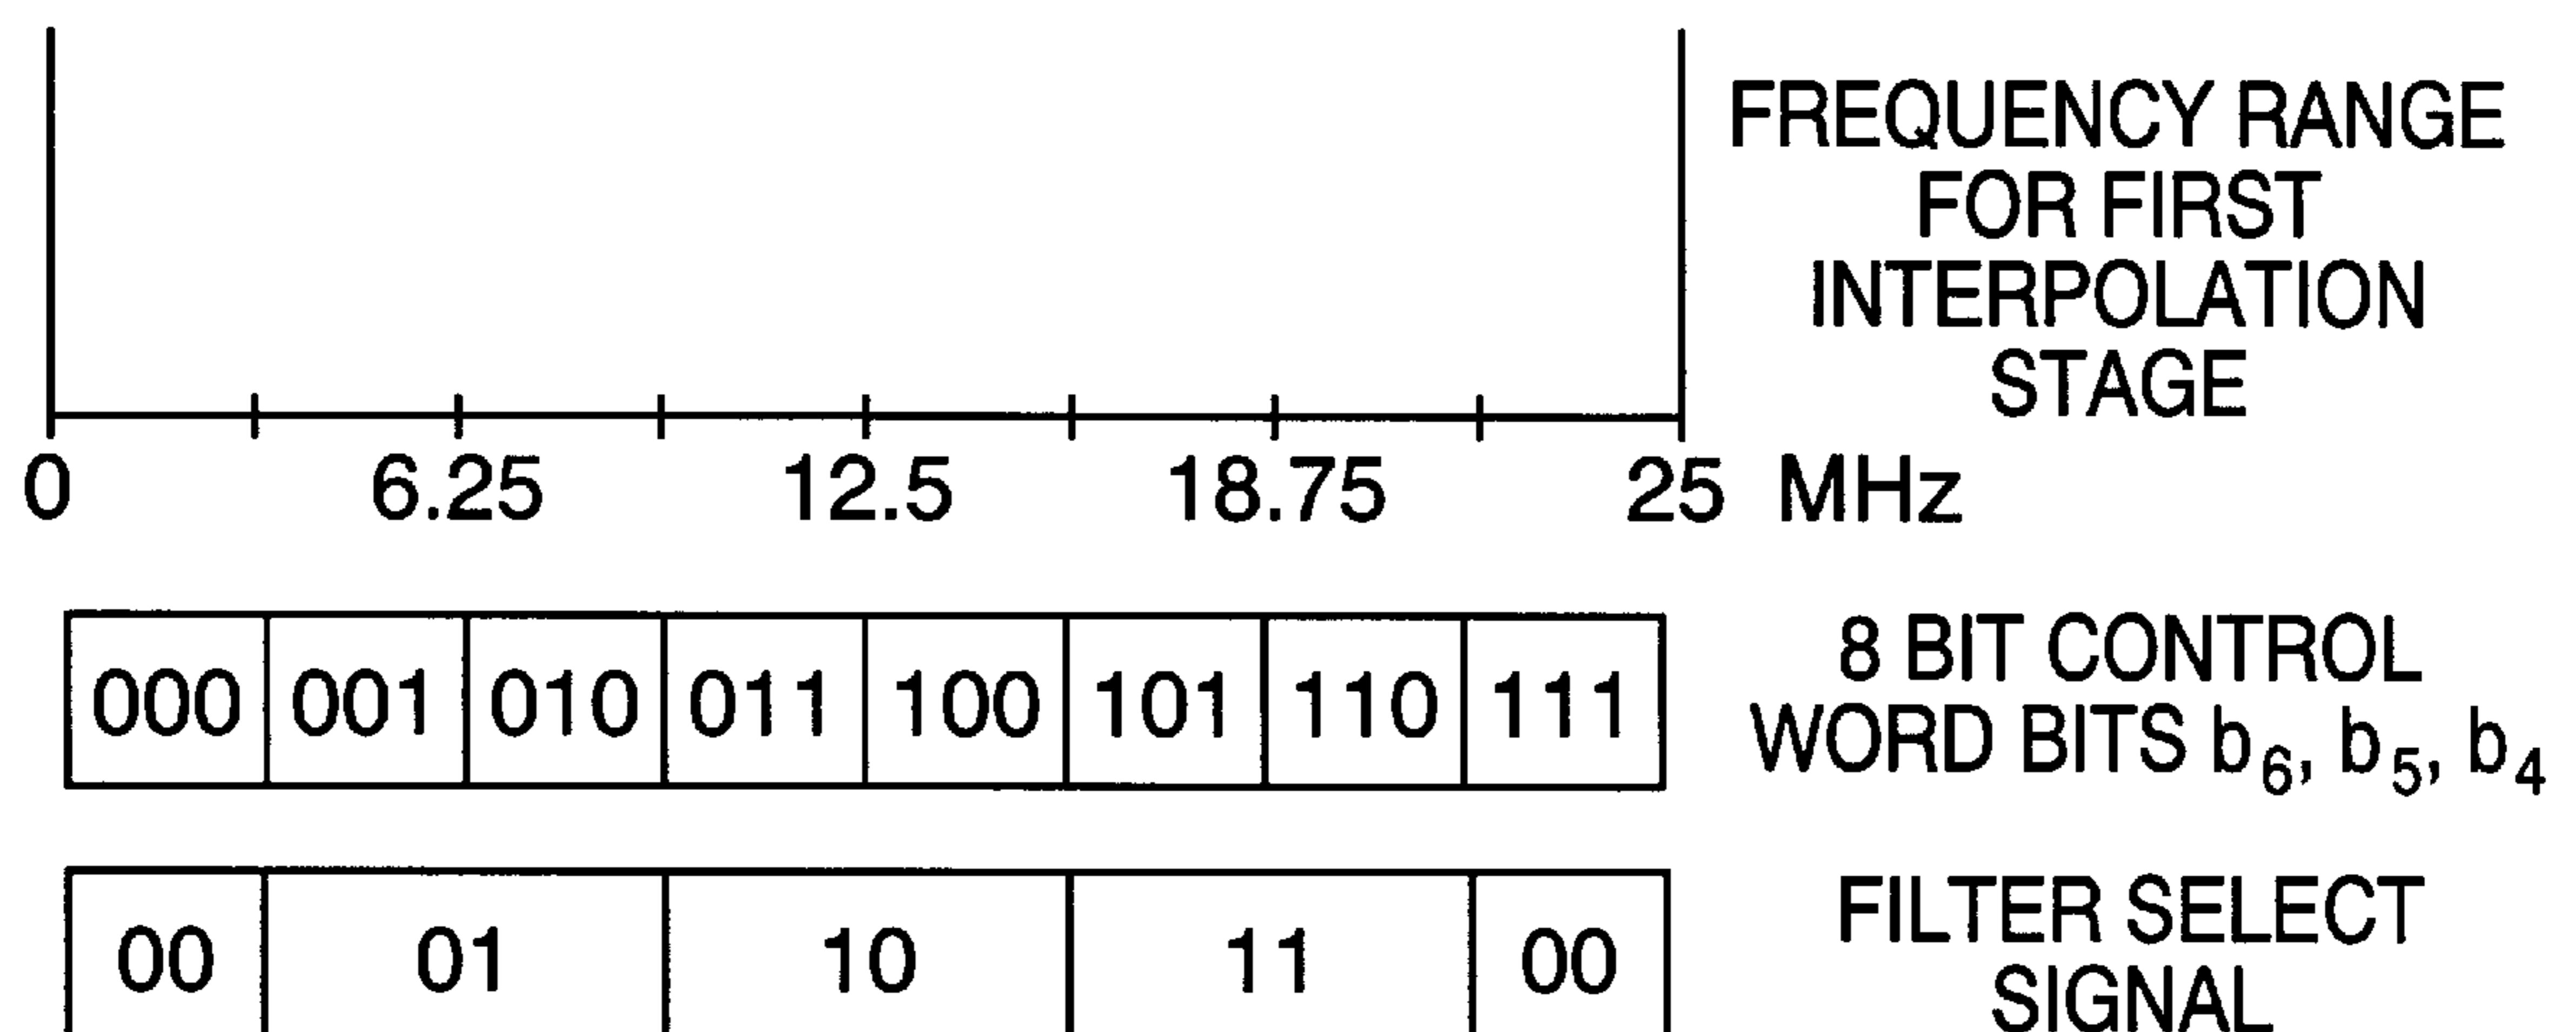 FREQUENCY RANGE
FOR FIRST
INTERPOLATION
STAGE
0 6.25 12.5 18.75 25 MHz
000 001 010 011 100 101 110 111
8 BIT CONTROL
WORD BITS b6, b5, b4
00 01 10 11 00
FILTER SELECT
SIGNAL